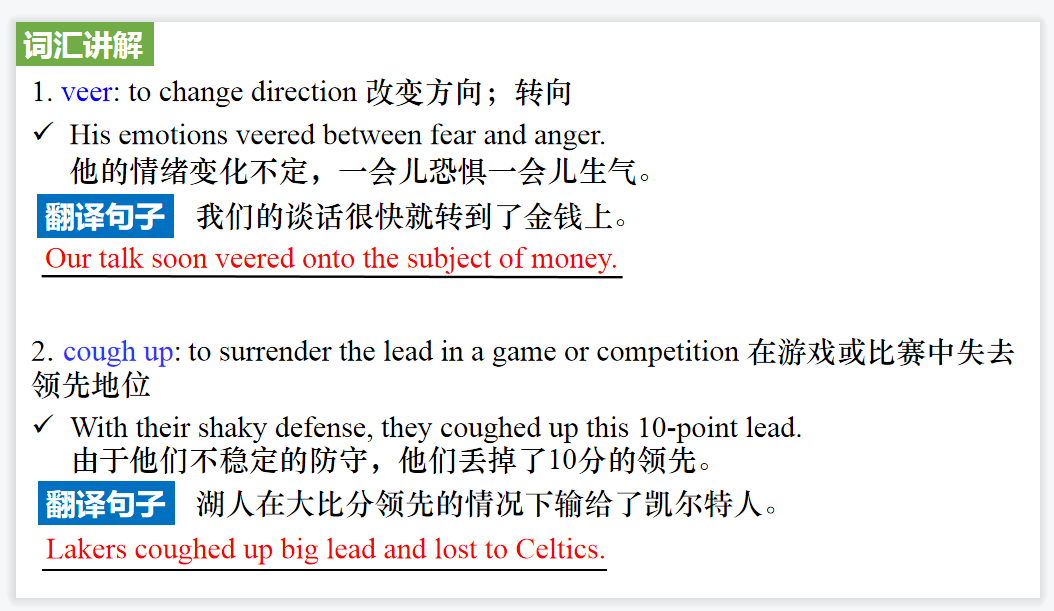 词汇讲解
1. veer: to change direction 改变方向；转向
✓ His emotions veered between fear and anger.
他的情绪变化不定，一会儿恐惧一会儿生气。
翻译句子 我们的谈话很快就转到了金钱上。
Our talk soon veered onto the subject of money.
2. cough up: to surrender the lead in a game or competition 在游戏或比赛中失去
领先地位
✓ With their shaky defense, they coughed up this 10-point lead.
由于他们不稳定的防守，他们丢掉了10分的领先。
翻译句子 湖人在大比分领先的情况下输给了凯尔特人。
Lakers coughed up big lead and lost to Celtics.